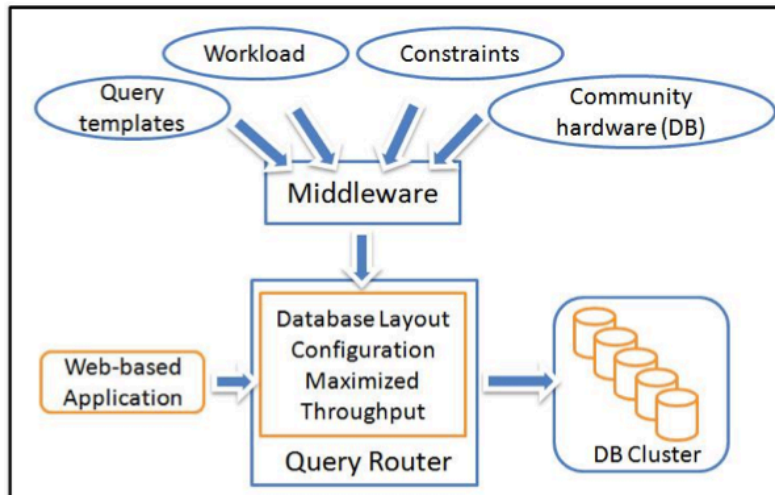 Workload
Constraints
Query
templates
Community
hardware (DB)
Middleware
Database Layout
Configuration
Maximized
Throughput
Web-based
Application
Query Router
DB Cluster